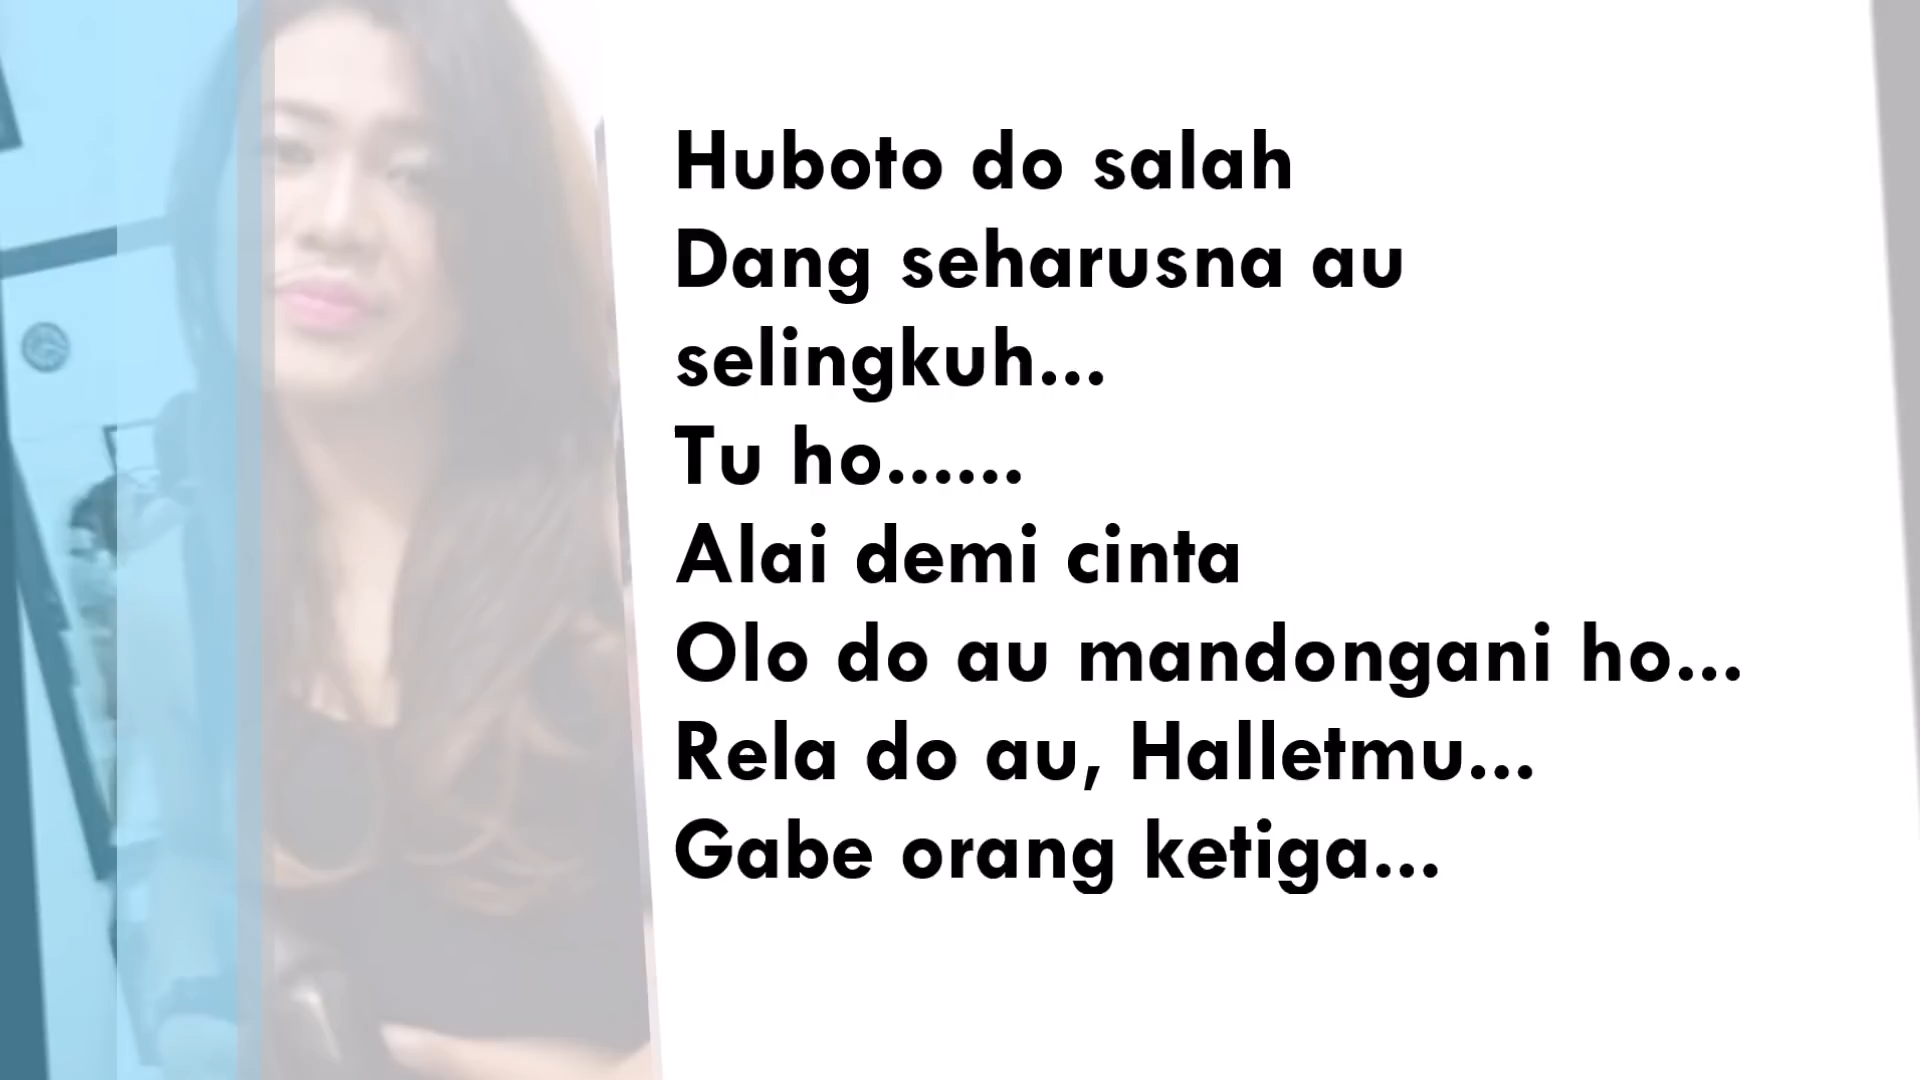 Huboto do salah
Dang seharusna au
selingkuh...
Tu ho......
Alai demi cinta
Olo do au mandongani ho...
Rela do au, Halletmu...
Gabe orang ketiga...